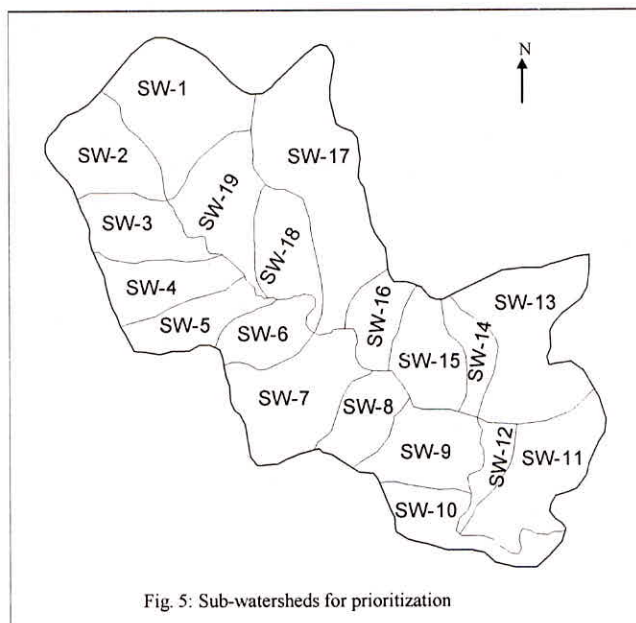 N
SW-1
SW-2
SW-17
SW-19
SW-3
SW-18
SW-4
SW-16
SW-13
SW-5
SW-6
SW-14
SW-15
SW-7
SW-8
SW-12
SW-9
SW-11
SW-10
Fig. 5: Sub-watersheds for prioritization